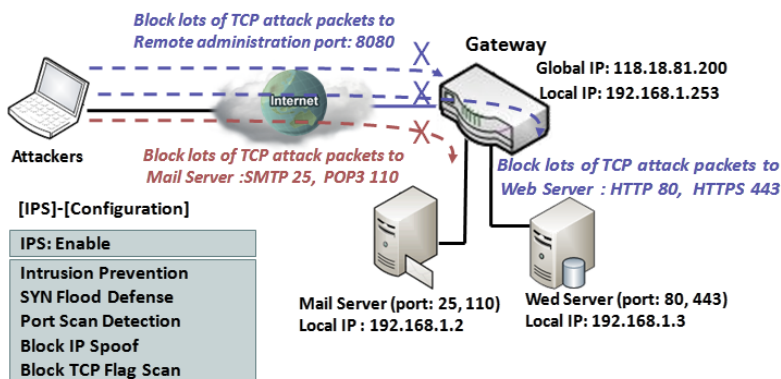 Block lots of TCP attack packets to
Remote administration port: 8080
Gateway
Global IP: 118.18.81.200
Local IP: 192.168.1.253
Internet
Attackers
Block lots of TCP attack packets to
Mail Server :SMTP 25, POP3 110
Block lots of TCP attack packets to
Web Server : HTTP 80, HTTPS 443
[IPS]-[Configuration]
IPS: Enable
Intrusion Prevention
SYN Flood Defense
Port Scan Detection
Block IP Spoof
Block TCP Flag Scan
Mail Server (port: 25, 110)
Local IP : 192.168.1.2
Wed Server (port: 80, 443)
Local IP: 192.168.1.3